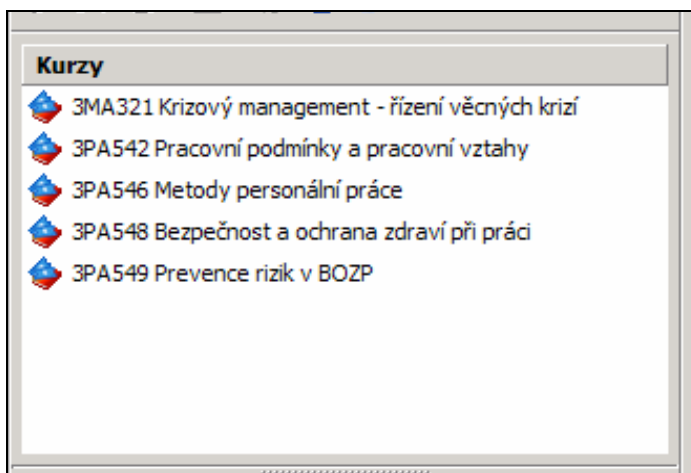 Kurzy
3MA321 Krizový management - řízení věcných krizí
3PA542 Pracovní podmínky a pracovní vztahy
3PA546 Metody personální práce
3PA548 Bezpečnost a ochrana zdraví při práci
3PA549 Prevence rizik v BOZP